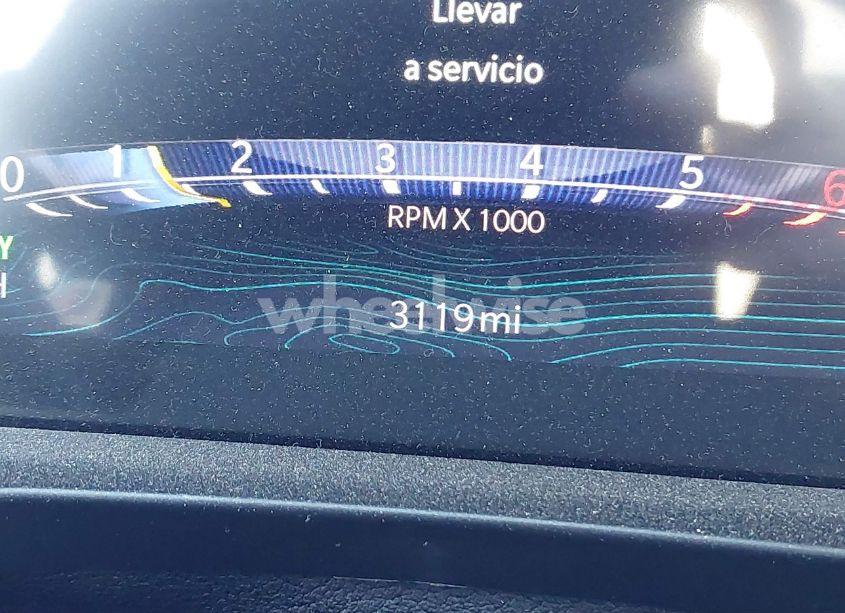 Llevar
a servicio
0 1 2 3 4 5 6
RPM X 1000
Y
H
wheelwise
3119 mi